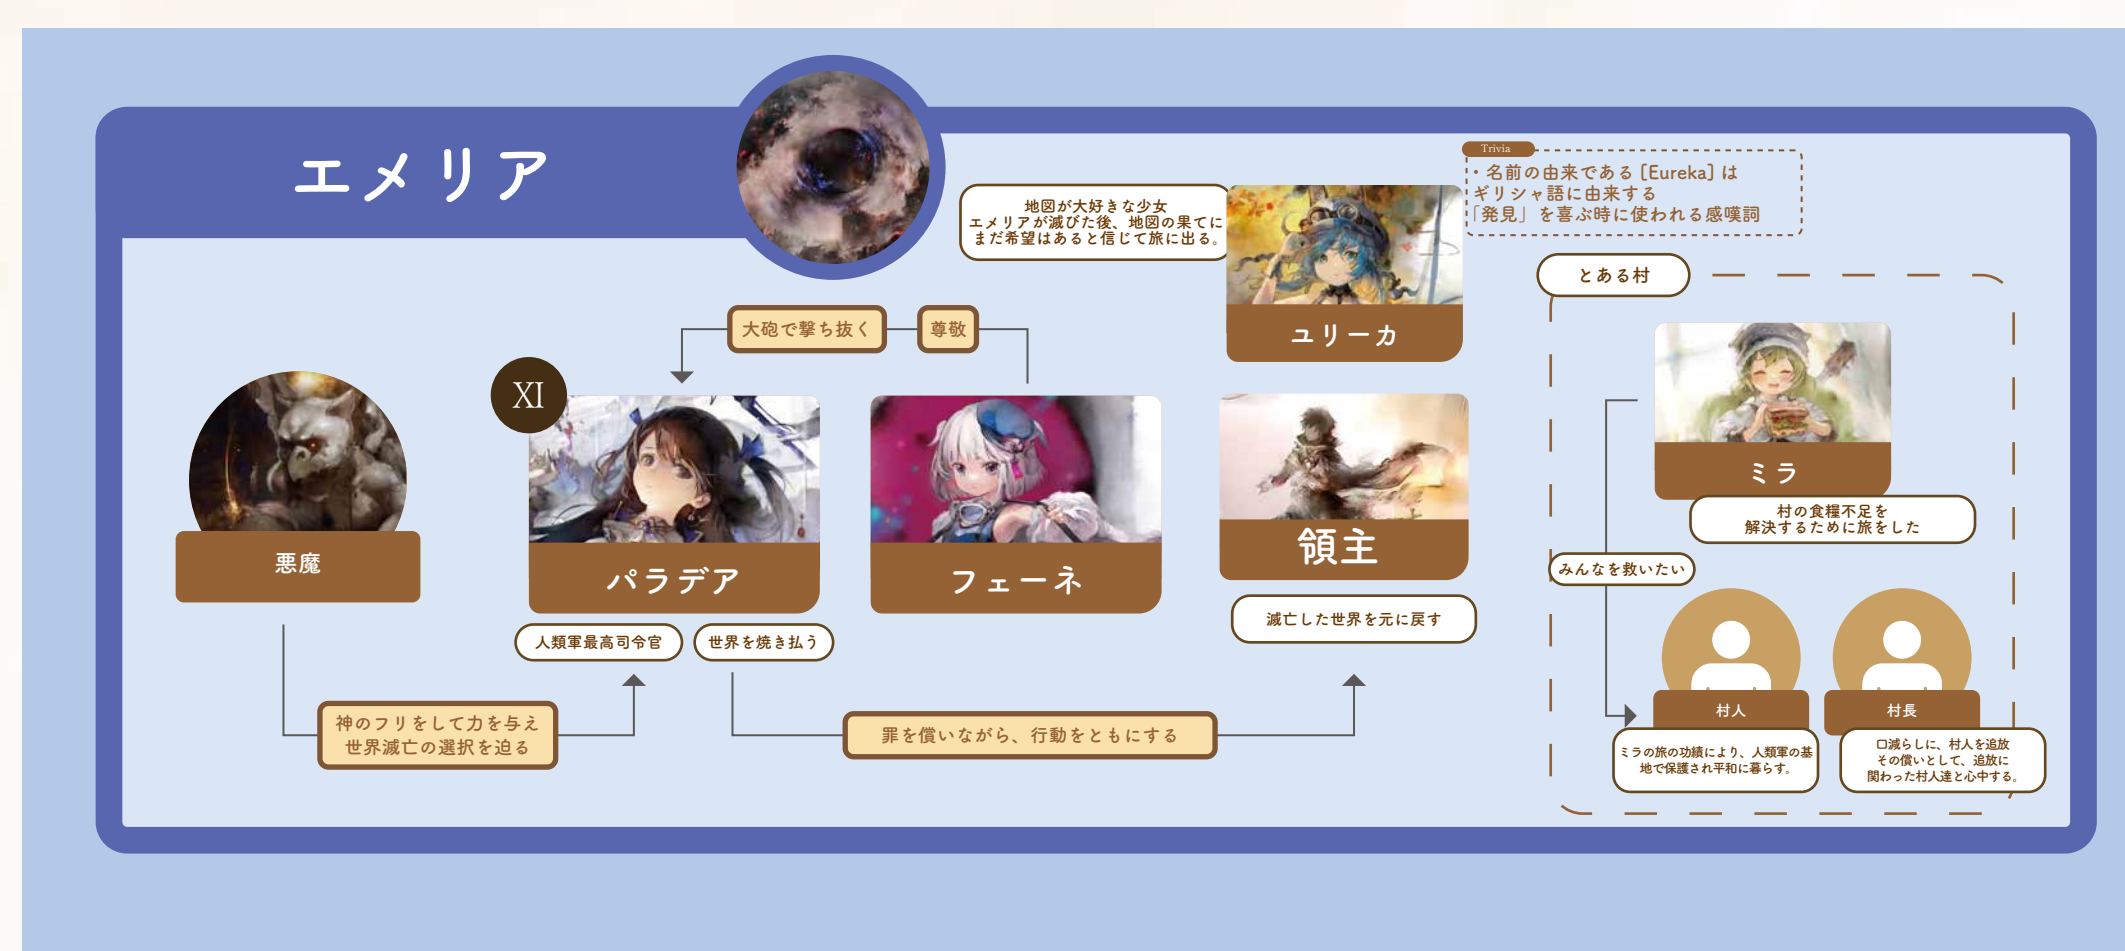 エメリア
地図が大好きな少女
エメリアが滅びた後、地図の果てに
まだ希望はあると信じて旅に出る。
ユリーカ
Trivia
・名前の由来である [Eureka] は
ギリシャ語に由来する
「発見」を喜ぶ時に使われる感嘆詞
大砲で撃ち抜く
尊敬
悪魔
XI
パラデア
人類軍最高司令官
世界を焼き払う
フェーネ
領主
滅亡した世界を元に戻す
神のフリをして力を与え
世界滅亡の選択を迫る
罪を償いながら、行動をともにする
とある村
ミラ
村の食糧不足を
解決するために旅をした
みんなを救いたい
村人
ミラの旅の功績により、人類軍の基
地で保護され平和に暮らす。
村長
口減らしに、村人を追放
その償いとして、追放に
関わった村人達と心中する。